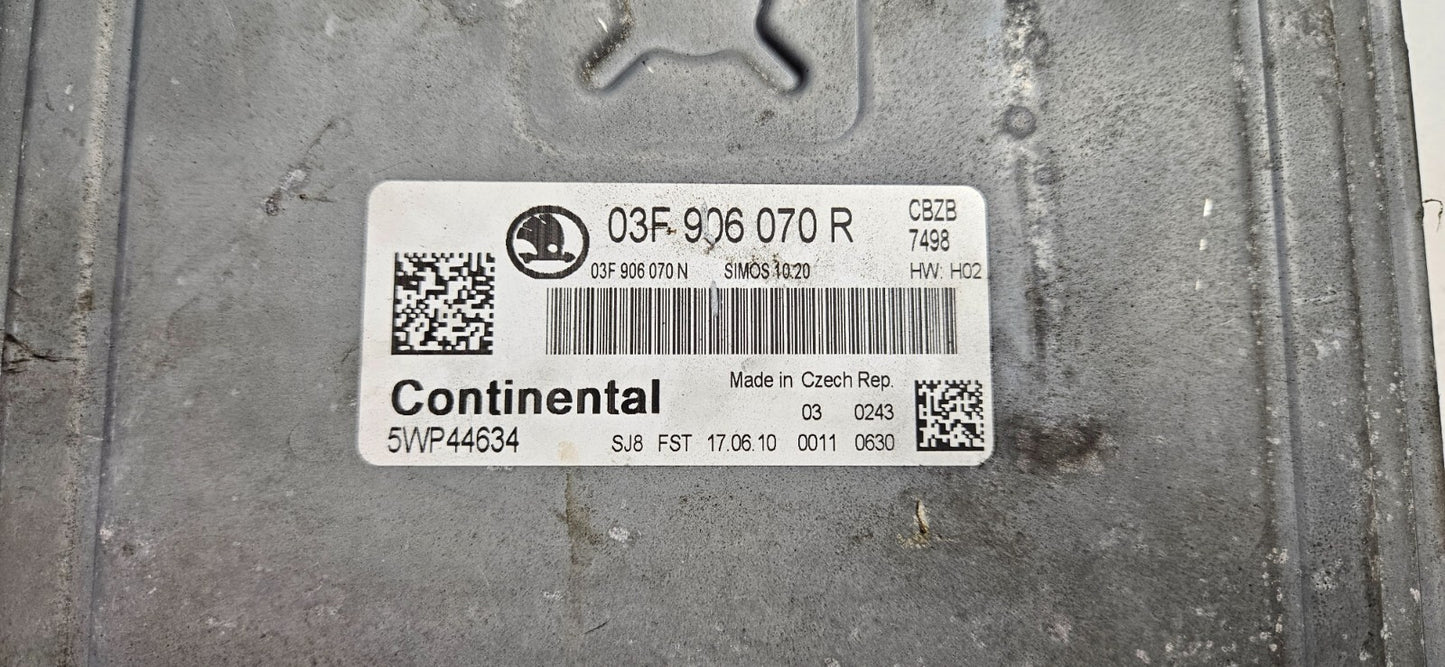 03F 906 070 R
CBZB
7498
03F 906 070 N SIMOS 10.20 HW: H02
Continental
Made in Czech Rep.
03 0243
5WP44634
SJ8 FST 17.06.10 0011 0630